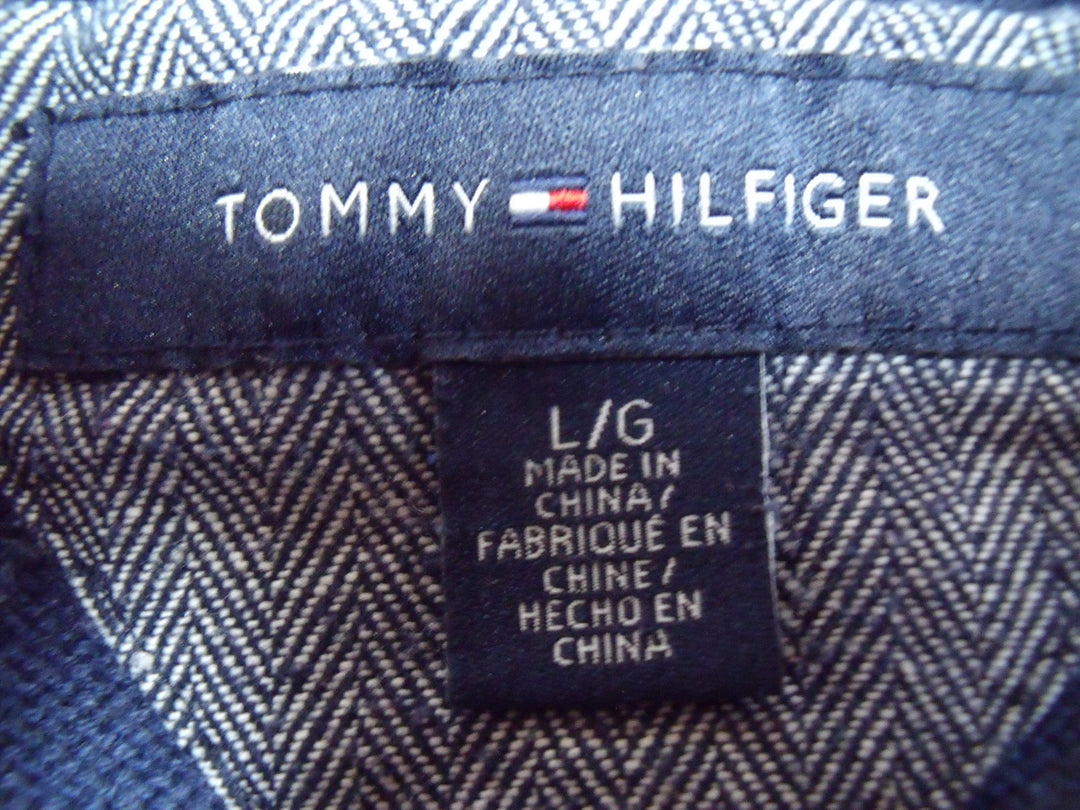 TOMMY HILFIGER
L/G
MADE IN
CHINA/
FABRIQUÉ EN
CHINE/
HECHO EN
CHINA